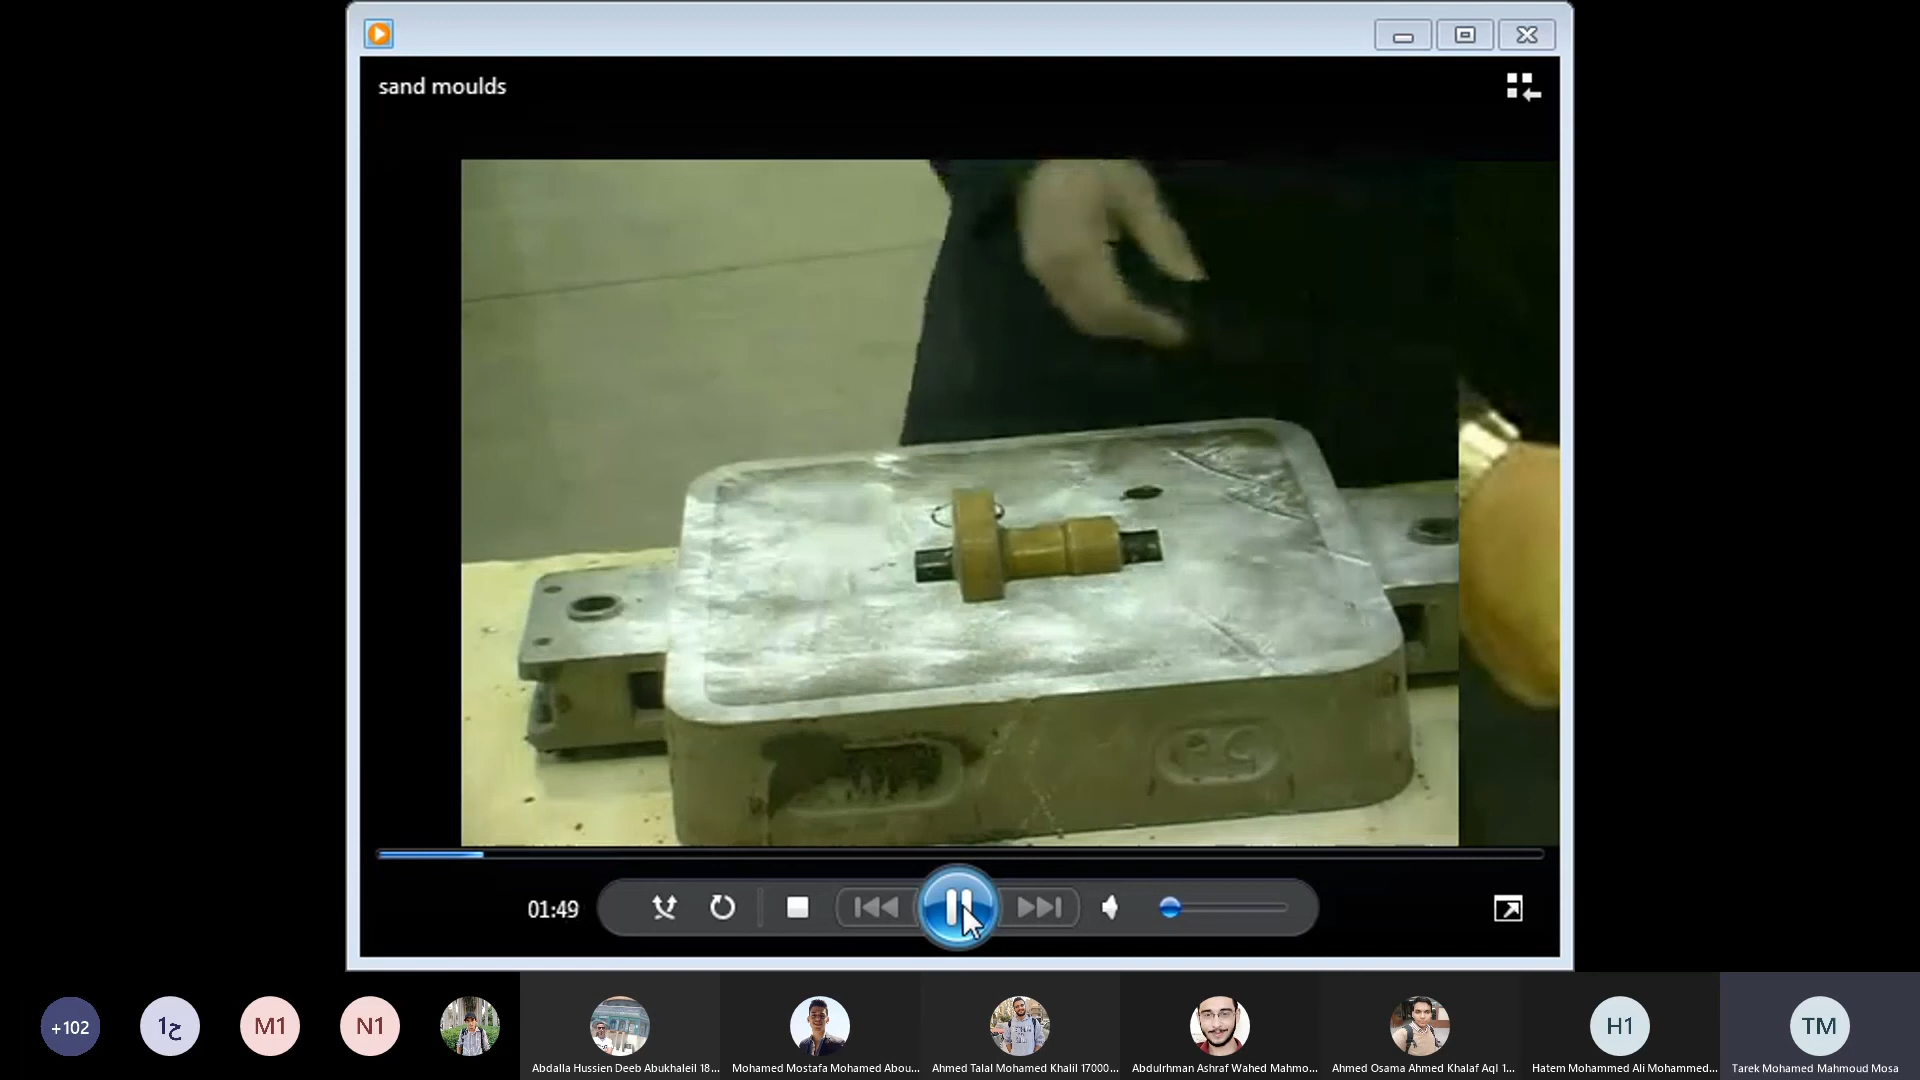 sand moulds
01:49
+102
ج1
M1
N1
H1
TM
Abdalla Hussien Deeb Abukhaleil 18...
Mohamed Mostafa Mohamed Abou...
Ahmed Talal Mohamed Khalil 17000...
Abdulrhman Ashraf Wahed Mahmo...
Ahmed Osama Ahmed Khalaf Aql 1...
Hatem Mohammed Ali Mohammed...
Tarek Mohamed Mahmoud Mosa